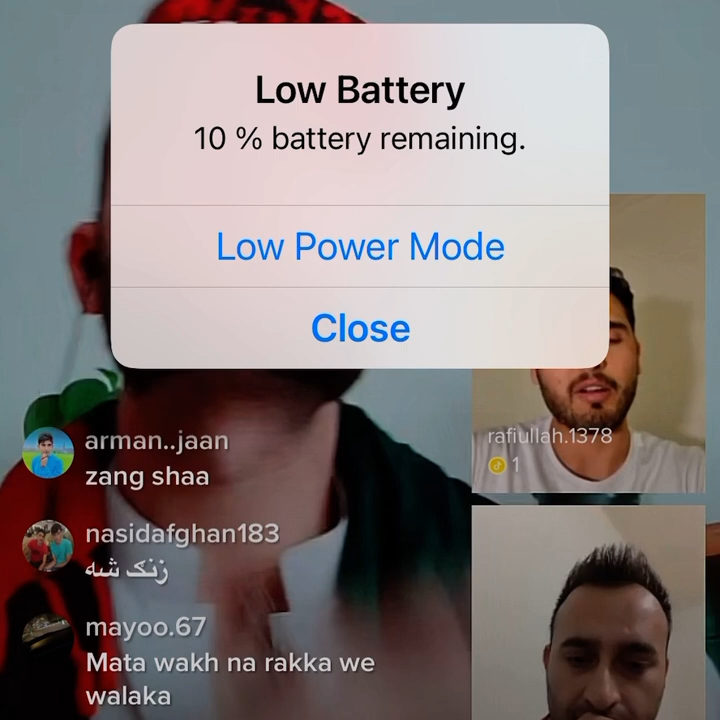 Low Battery
10 % battery remaining.
Low Power Mode
Close
rafiullah.1378
1
arman..jaan
zang shaa
nasidafghan183
زنګ شه
mayoo.67
Mata wakh na rakka we
walaka